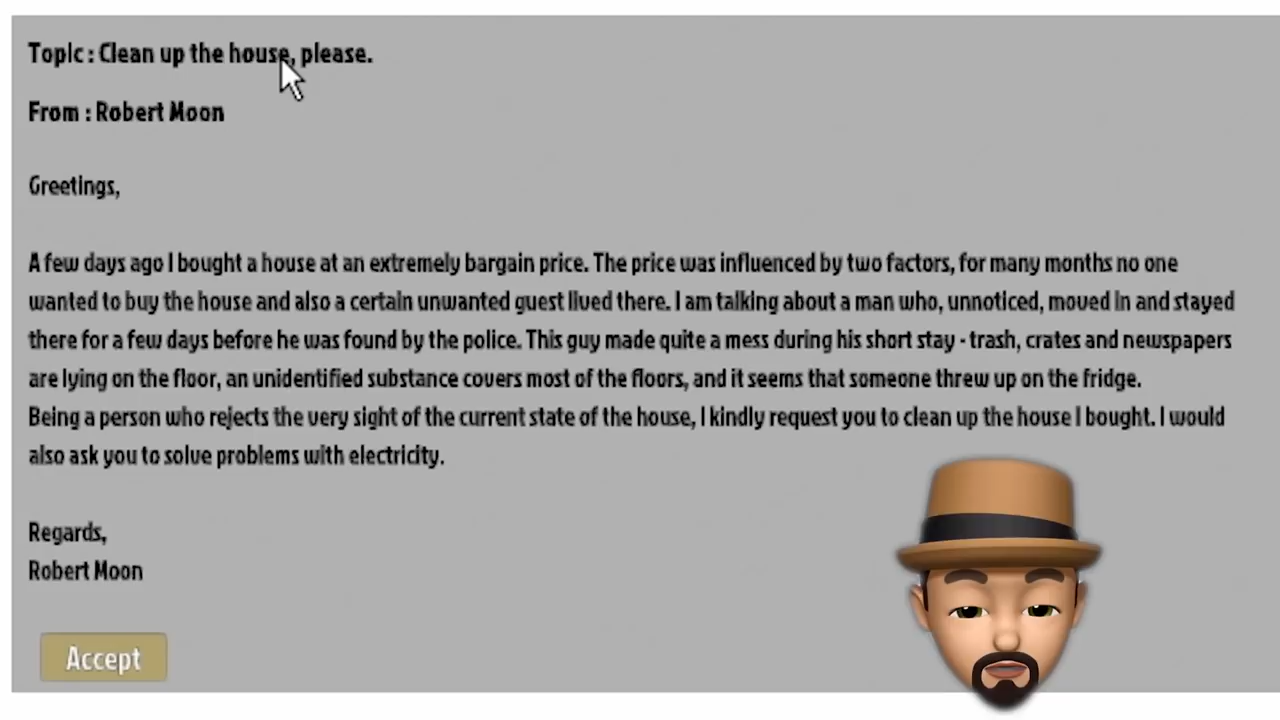 Topic : Clean up the house, please.
From : Robert Moon
Greetings,
A few days ago I bought a house at an extremely bargain price. The price was influenced by two factors, for many months no one
wanted to buy the house and also a certain unwanted guest lived there. I am talking about a man who, unnoticed, moved in and stayed
there for a few days before he was found by the police. This guy made quite a mess during his short stay - trash, crates and newspapers
are lying on the floor, an unidentified substance covers most of the floors, and it seems that someone threw up on the fridge.
Being a person who rejects the very sight of the current state of the house, I kindly request you to clean up the house I bought. I would
also ask you to solve problems with electricity.
Regards,
Robert Moon
Accept